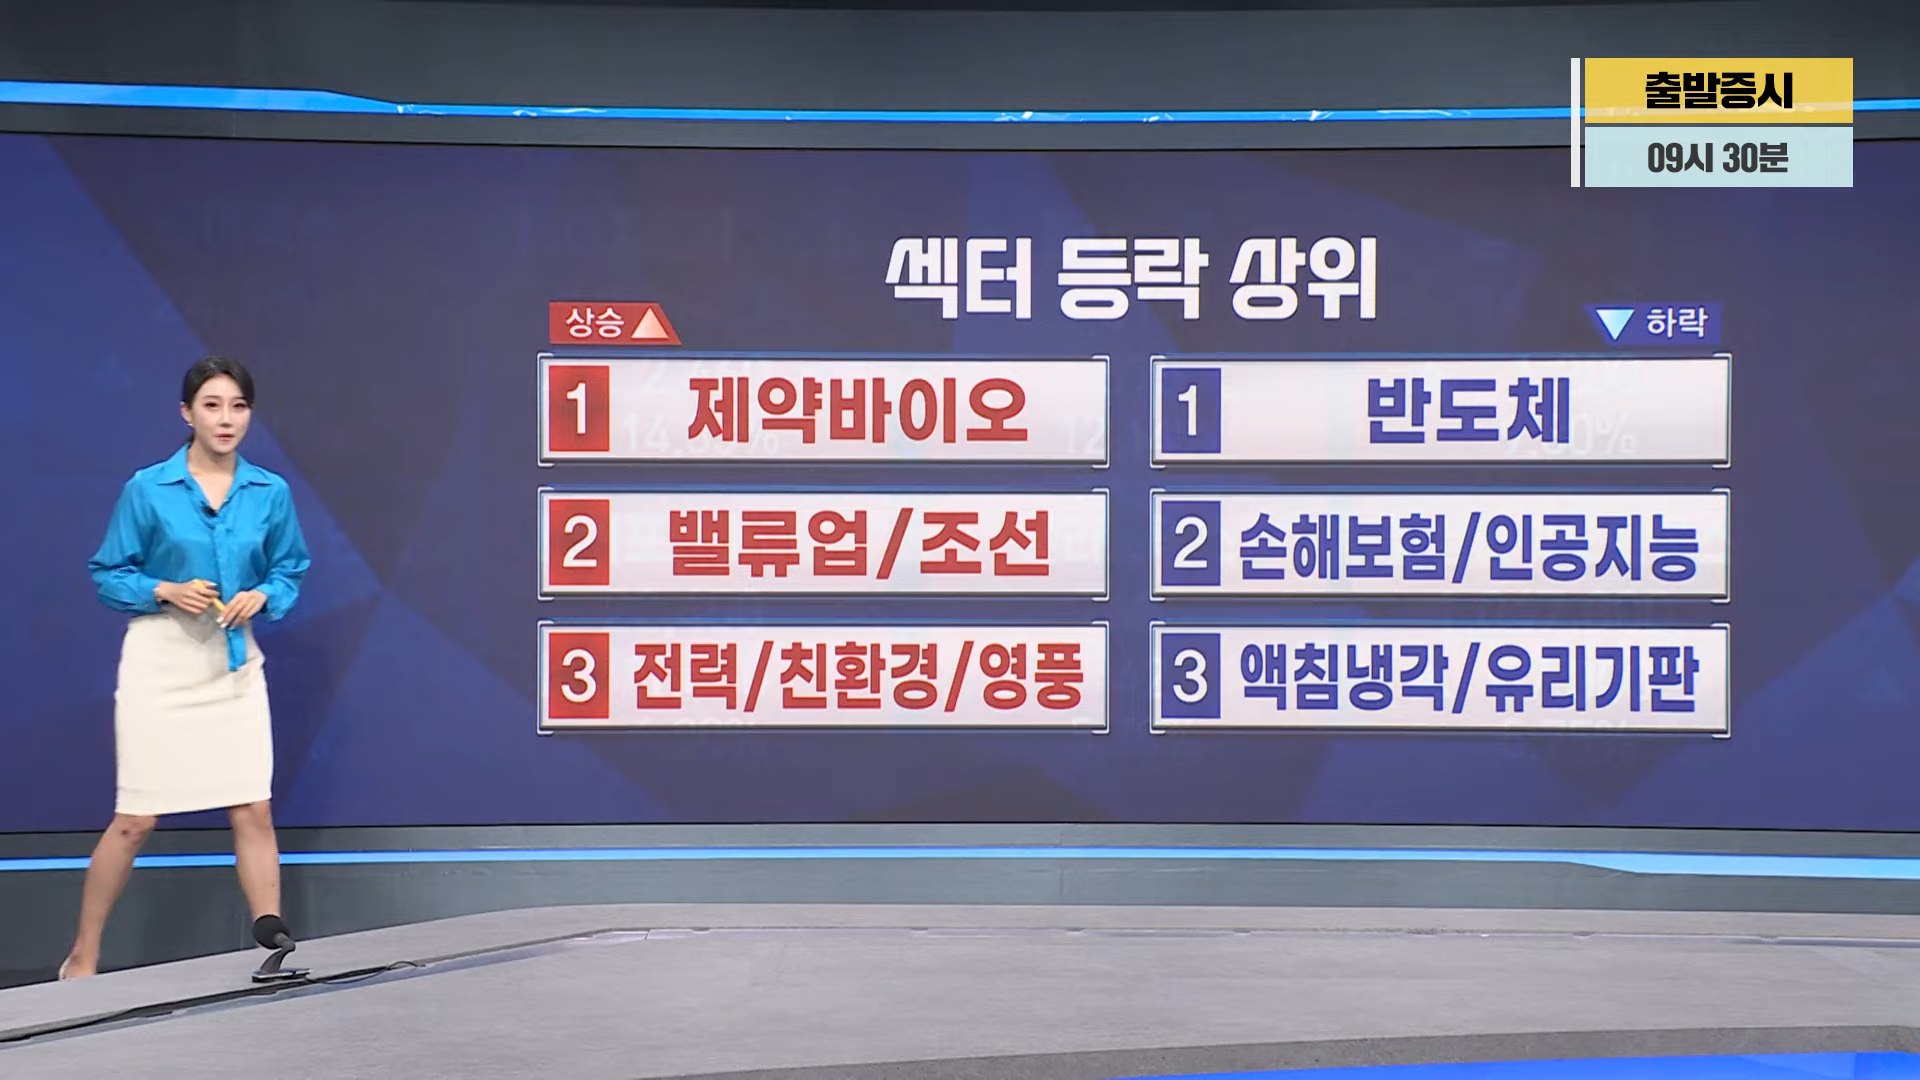 출발증시
09시 30분
섹터 등락 상위
상승
하락
1 제약바이오
1 반도체
2 밸류업/조선
2 손해보험/인공지능
3 전력/친환경/영풍
3 액침냉각/유리기판